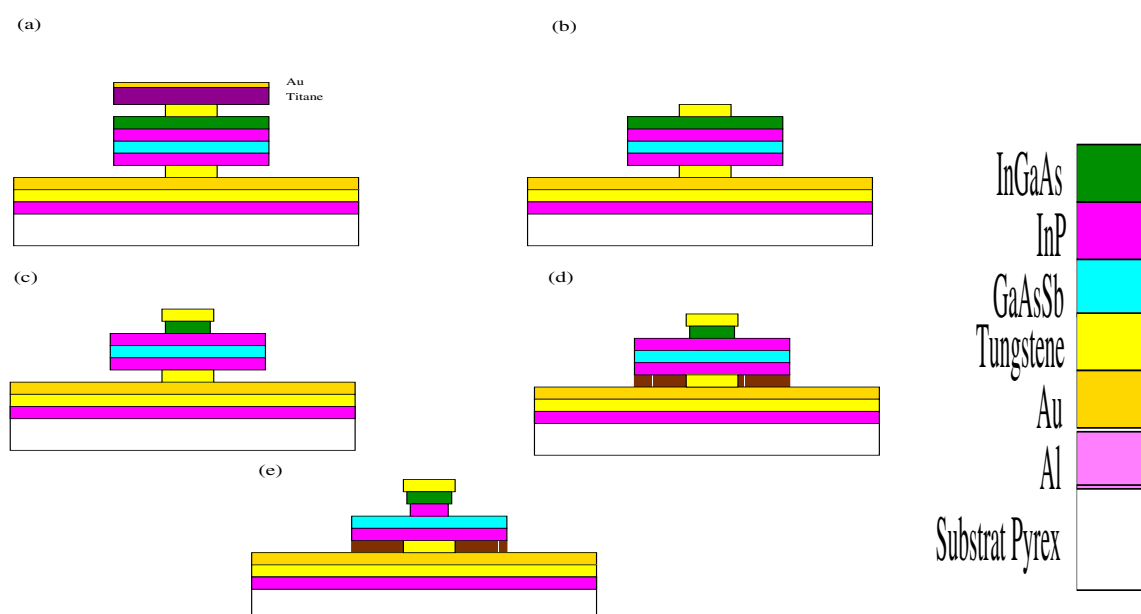 (a)
(b)
Au
Titane
(c)
(d)
(e)
InGaAs
InP
GaAsSb
Tungstene
Au
Al
Substrat Pyrex